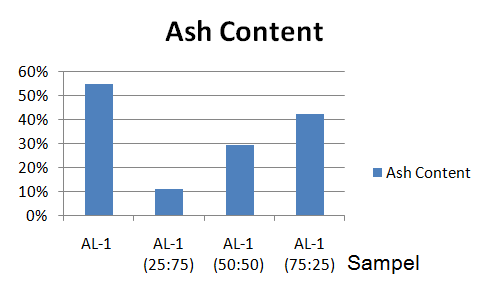 Ash Content
60%
50%
40%
30%
20%
10%
0%
AL-1
AL-1
(25:75)
AL-1
(50:50)
AL-1
(75:25)
Sampel
Ash Content